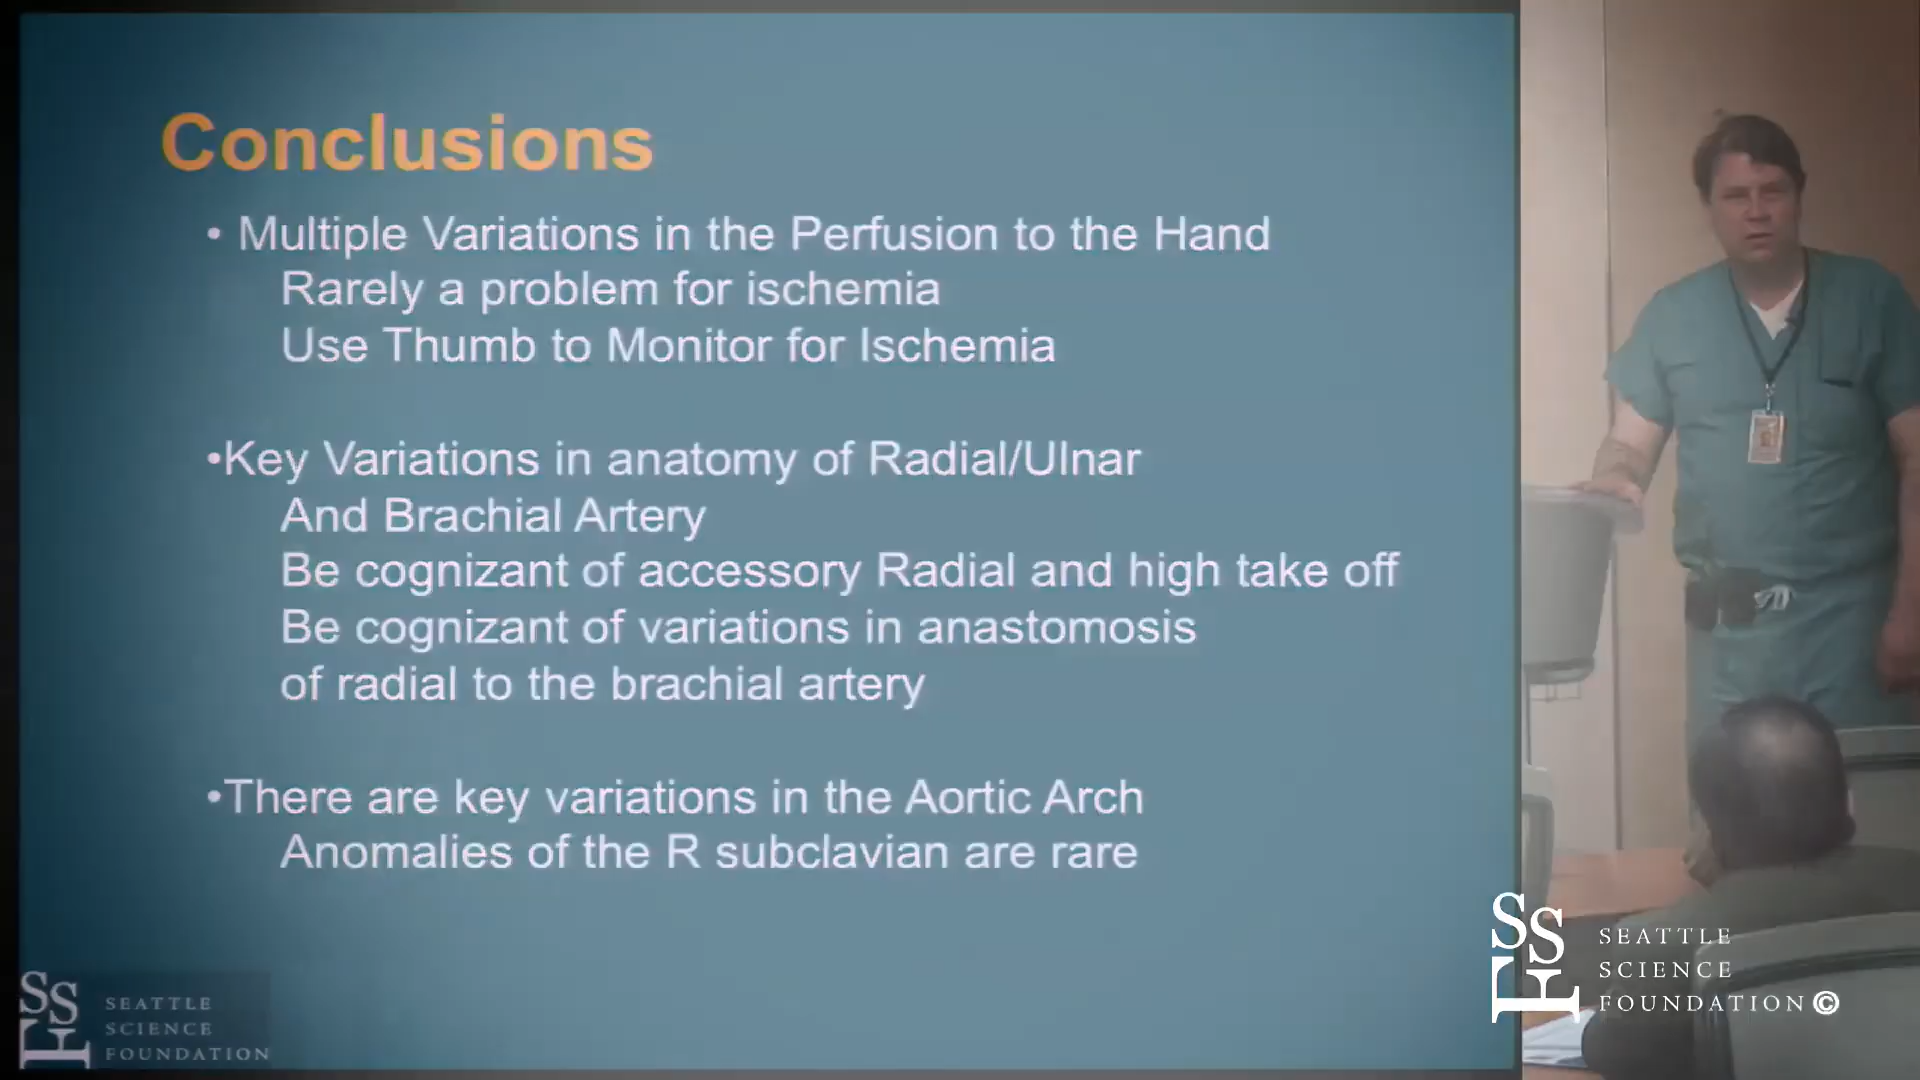 Conclusions
• Multiple Variations in the Perfusion to the Hand
Rarely a problem for ischemia
Use Thumb to Monitor for Ischemia
•Key Variations in anatomy of Radial/Ulnar
And Brachial Artery
Be cognizant of accessory Radial and high take off
Be cognizant of variations in anastomosis
of radial to the brachial artery
•There are key variations in the Aortic Arch
Anomalies of the R subclavian are rare
SSF
SEATTLE
SCIENCE
FOUNDATION
SSF
SEATTLE
SCIENCE
FOUNDATION©